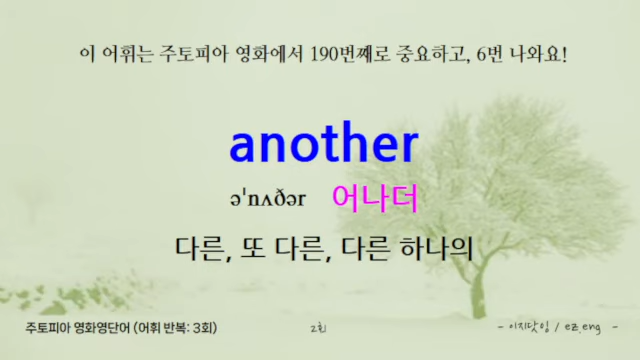 이 어휘는 주토피아 영화에서 190번째로 중요하고, 6번 나와요!
another
əˈnʌðər 어나더
다른, 또 다른, 다른 하나의
주토피아 영화영단어 (어휘 반복: 3회) 2회 - 이지닷잉 / ez.eng -